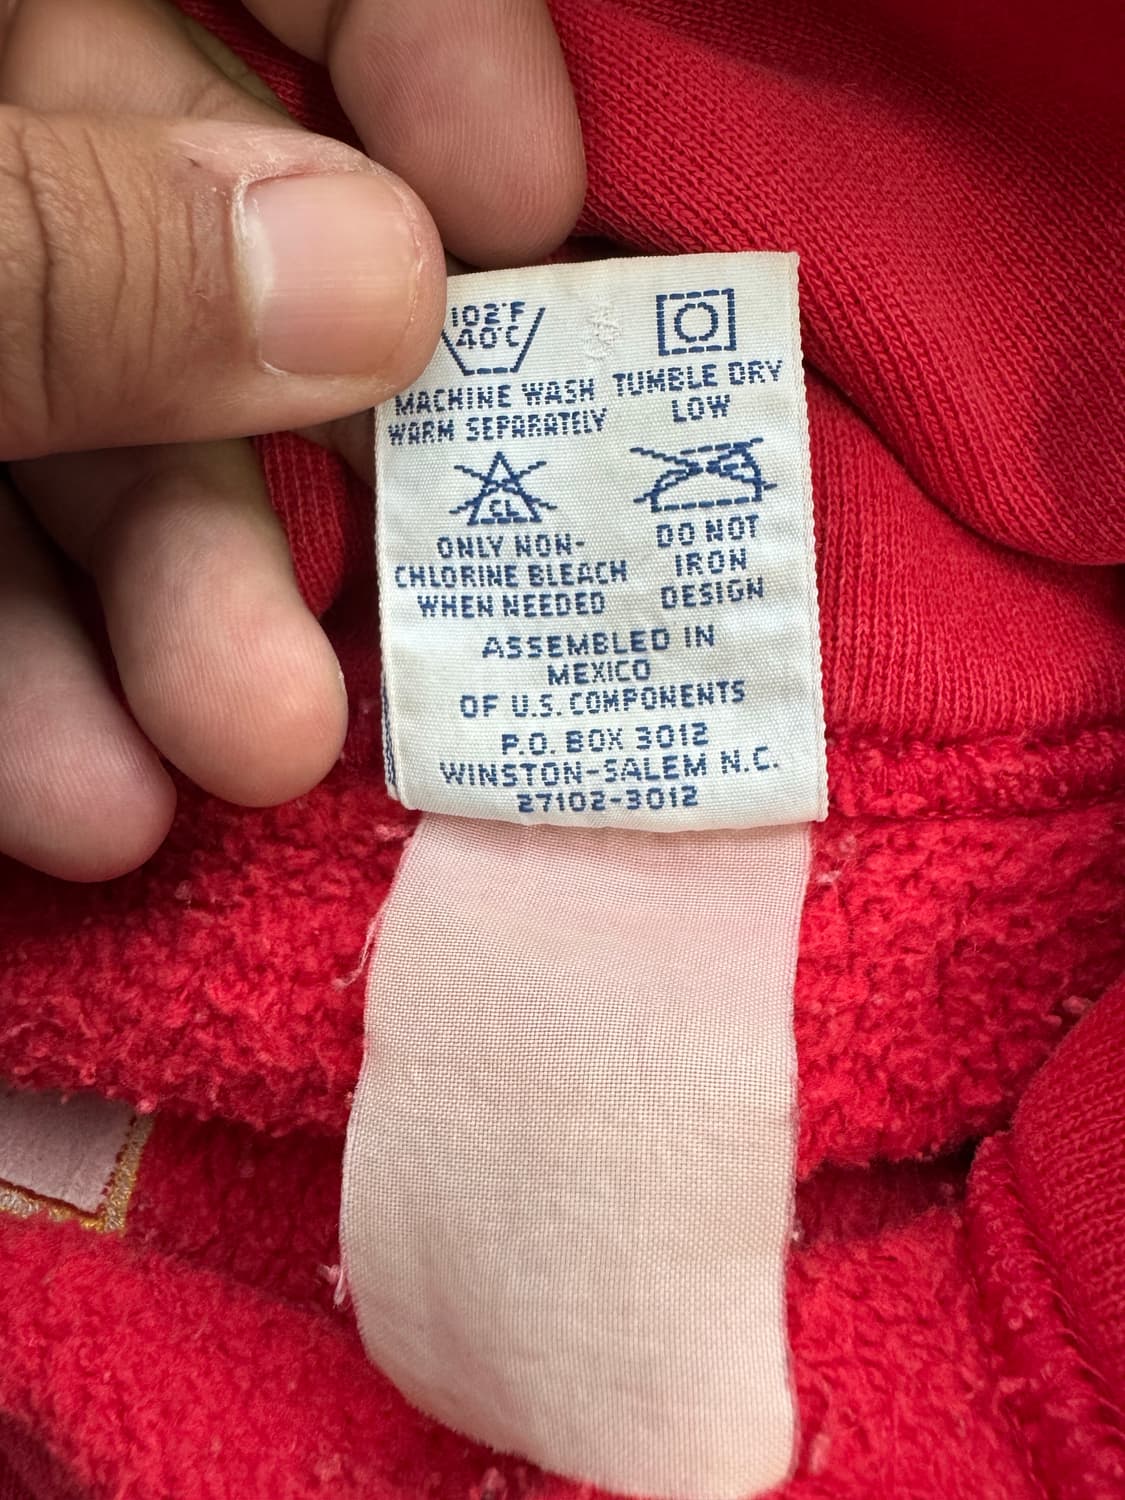 102°F
40°C
MACHINE WASH
WARM SEPARATELY
TUMBLE DRY
LOW
CL
ONLY NON-
CHLORINE BLEACH
WHEN NEEDED
DO NOT
IRON
DESIGN
ASSEMBLED IN
MEXICO
OF U.S. COMPONENTS
P.O. BOX 3012
WINSTON-SALEM N.C.
27102-3012